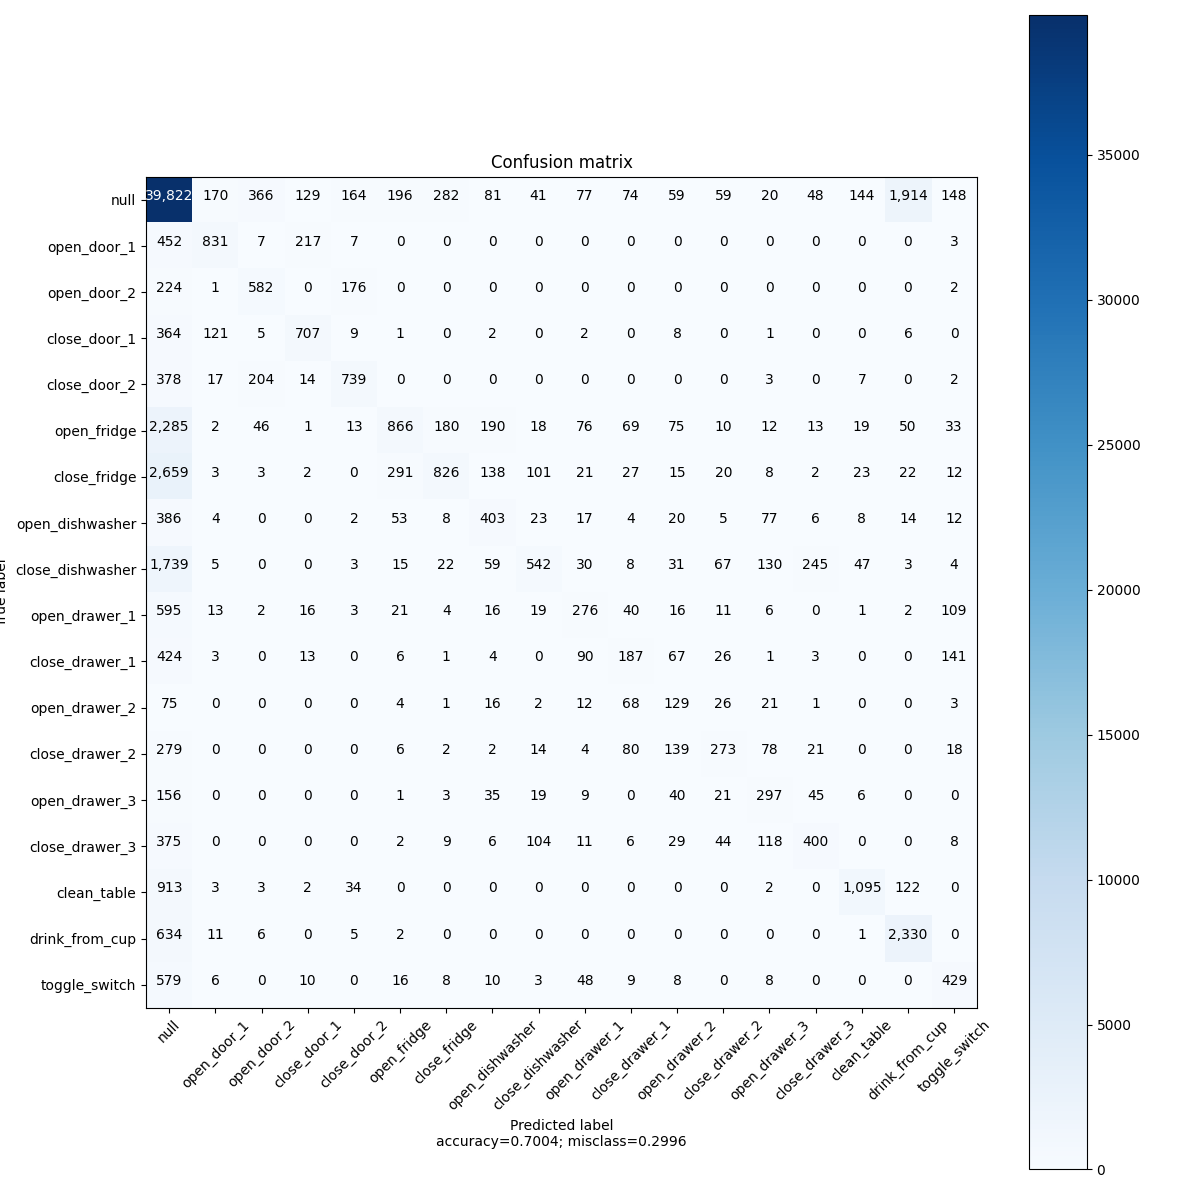 Confusion matrix
null 39,822 170 366 129 164 196 282 81 41 77 74 59 59 20 48 144 1,914 148
open_door_1 452 831 7 217 7 0 0 0 0 0 0 0 0 0 0 0 0 3
open_door_2 224 1 582 0 176 0 0 0 0 0 0 0 0 0 0 0 0 2
close_door_1 364 121 5 707 9 1 0 2 0 2 0 8 0 1 0 0 6 0
close_door_2 378 17 204 14 739 0 0 0 0 0 0 0 0 3 0 7 0 2
open_fridge 2,285 2 46 1 13 866 180 190 18 76 69 75 10 12 13 19 50 33
close_fridge 2,659 3 3 2 0 291 826 138 101 21 27 15 20 8 2 23 22 12
open_dishwasher 386 4 0 0 2 53 8 403 23 17 4 20 5 77 6 8 14 12
close_dishwasher 1,739 5 0 0 3 15 22 59 542 30 8 31 67 130 245 47 3 4
open_drawer_1 595 13 2 16 3 21 4 16 19 276 40 16 11 6 0 1 2 109
close_drawer_1 424 3 0 13 0 6 1 4 0 90 187 67 26 1 3 0 0 141
open_drawer_2 75 0 0 0 0 4 1 16 2 12 68 129 26 21 1 0 0 3
close_drawer_2 279 0 0 0 0 6 2 2 14 4 80 139 273 78 21 0 0 18
open_drawer_3 156 0 0 0 0 1 3 35 19 9 0 40 21 297 45 6 0 0
close_drawer_3 375 0 0 0 0 2 9 6 104 11 6 29 44 118 400 0 0 8
clean_table 913 3 3 2 34 0 0 0 0 0 0 0 0 2 0 1,095 122 0
drink_from_cup 634 11 6 0 5 2 0 0 0 0 0 0 0 0 0 1 2,330 0
toggle_switch 579 6 0 10 0 16 8 10 3 48 9 8 0 8 0 0 0 429
null open_door_1 open_door_2 close_door_1 close_door_2 open_fridge close_fridge open_dishwasher close_dishwasher open_drawer_1 close_drawer_1 open_drawer_2 close_drawer_2 open_drawer_3 close_drawer_3 clean_table drink_from_cup toggle_switch
Predicted label
accuracy=0.7004; misclass=0.2996
35000
30000
25000
20000
15000
10000
5000
0